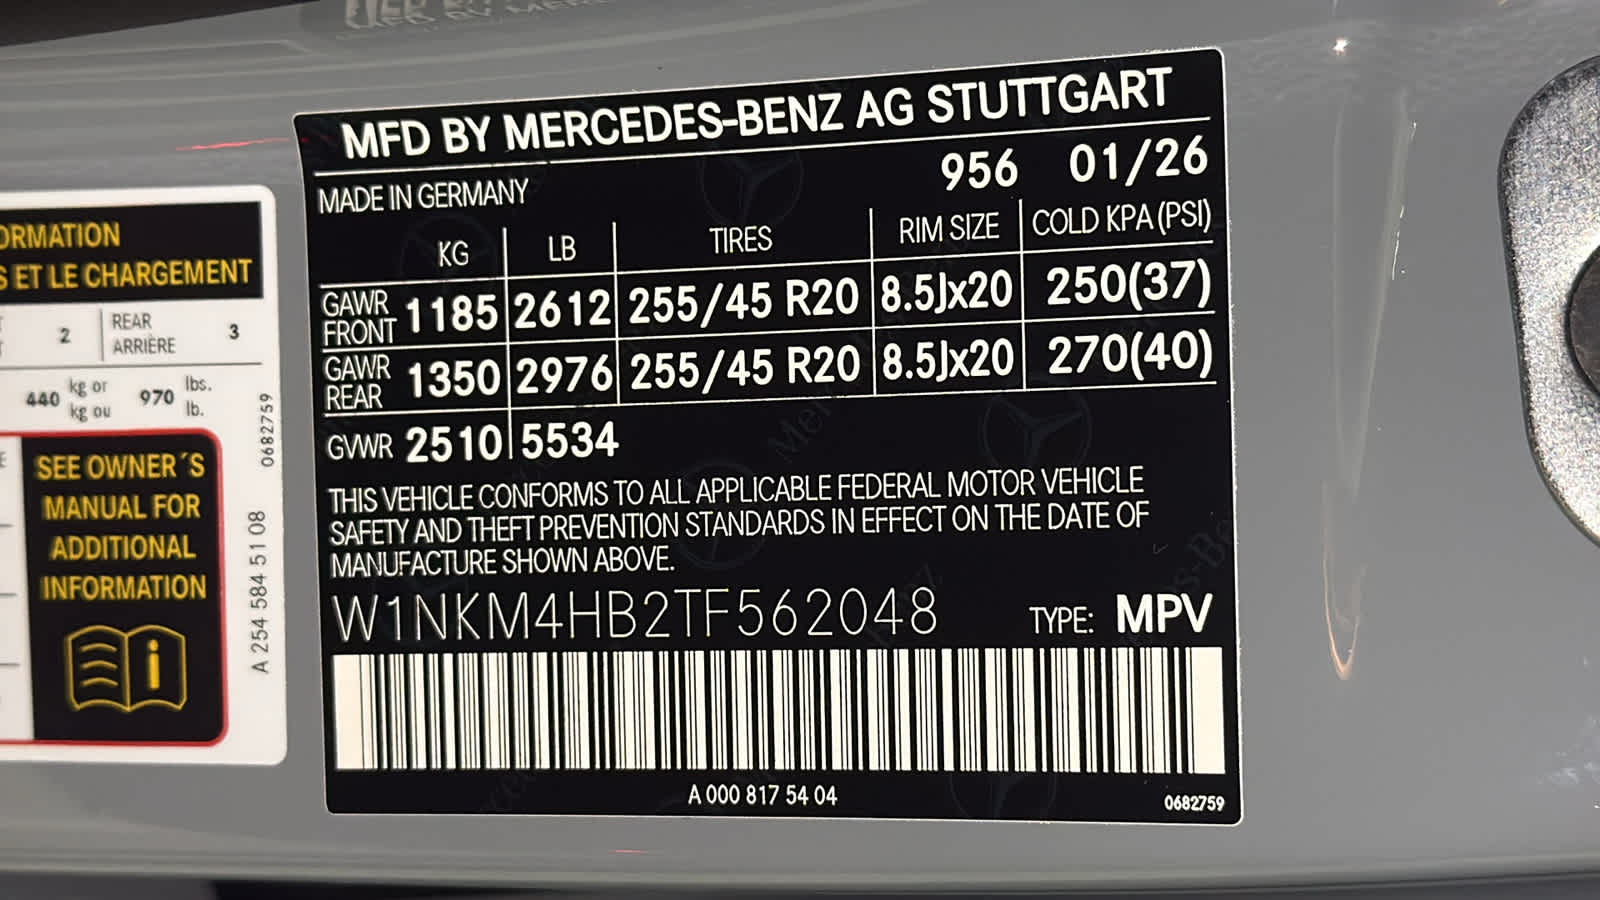 MFD BY MERCEDES-BENZ AG STUTTGART
MADE IN GERMANY
956 01/26
KG LB TIRES RIM SIZE COLD KPA (PSI)
GAWR FRONT 1185 2612 255/45 R20 8.5Jx20 250(37)
GAWR REAR 1350 2976 255/45 R20 8.5Jx20 270(40)
GVWR 2510 5534
THIS VEHICLE CONFORMS TO ALL APPLICABLE FEDERAL MOTOR VEHICLE
SAFETY AND THEFT PREVENTION STANDARDS IN EFFECT ON THE DATE OF
MANUFACTURE SHOWN ABOVE.
W1NKM4HB2TF562048 TYPE: MPV
A 000 817 54 04
0682759
ET LE CHARGEMENT
2 REAR ARRIÈRE 3
440 kg or kg ou 970 lbs. lb.
SEE OWNER´S
MANUAL FOR
ADDITIONAL
INFORMATION
0682759
A 254 584 51 08